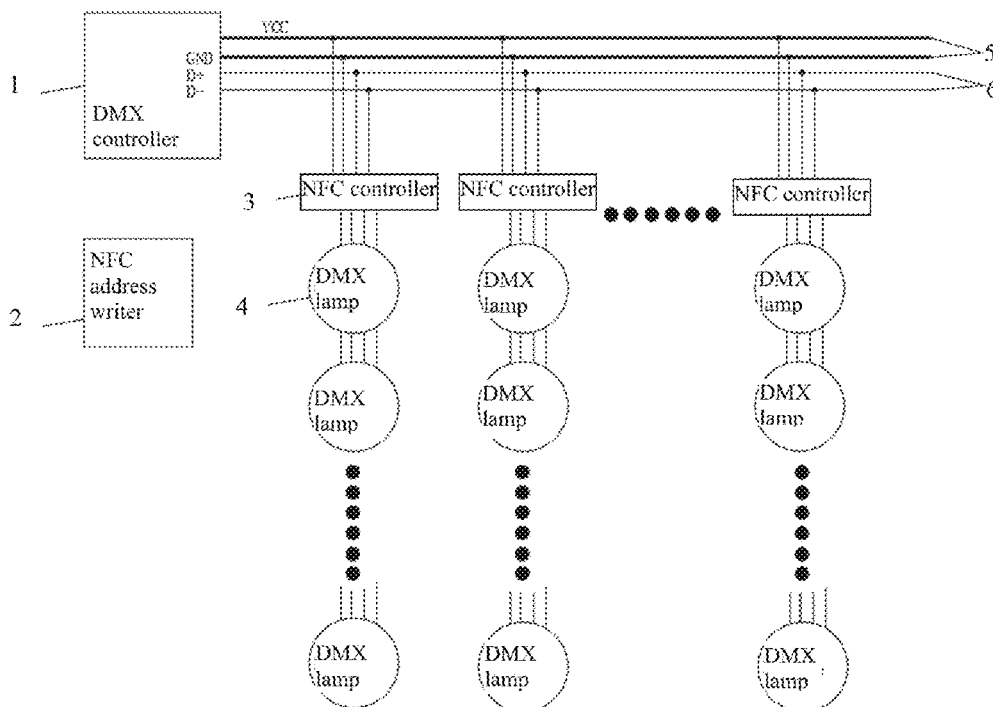 VCC
GND
D+
D-
5
6
1
DMX
controller
3
NFC controller
NFC controller
NFC controller
NFC
address
writer
2
4
DMX
lamp
DMX
lamp
DMX
lamp
DMX
lamp
DMX
lamp
DMX
lamp
DMX
lamp
DMX
lamp
DMX
lamp